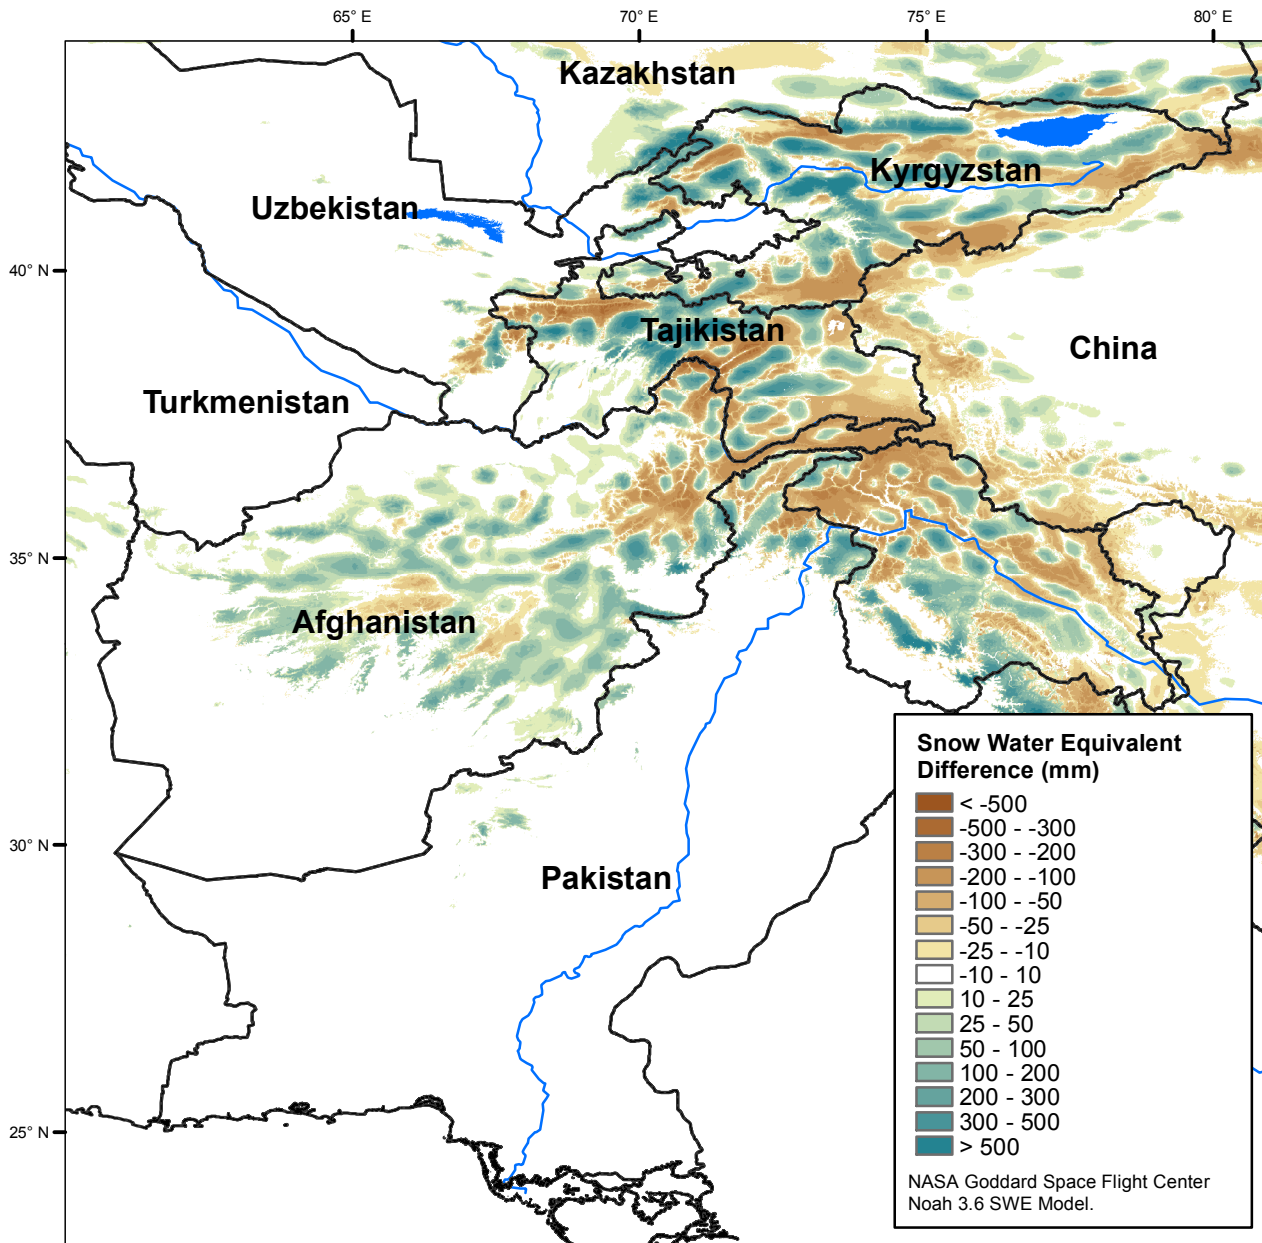 65° E
70° E
75° E
80° E
Kazakhstan
Kyrgyzstan
Uzbekistan
40° N
Tajikistan
China
Turkmenistan
35° N
Afghanistan
30° N
Pakistan
25° N
Snow Water Equivalent
Difference (mm)
< -500
-500 - -300
-300 - -200
-200 - -100
-100 - -50
-50 - -25
-25 - -10
-10 - 10
10 - 25
25 - 50
50 - 100
100 - 200
200 - 300
300 - 500
> 500
NASA Goddard Space Flight Center
Noah 3.6 SWE Model.